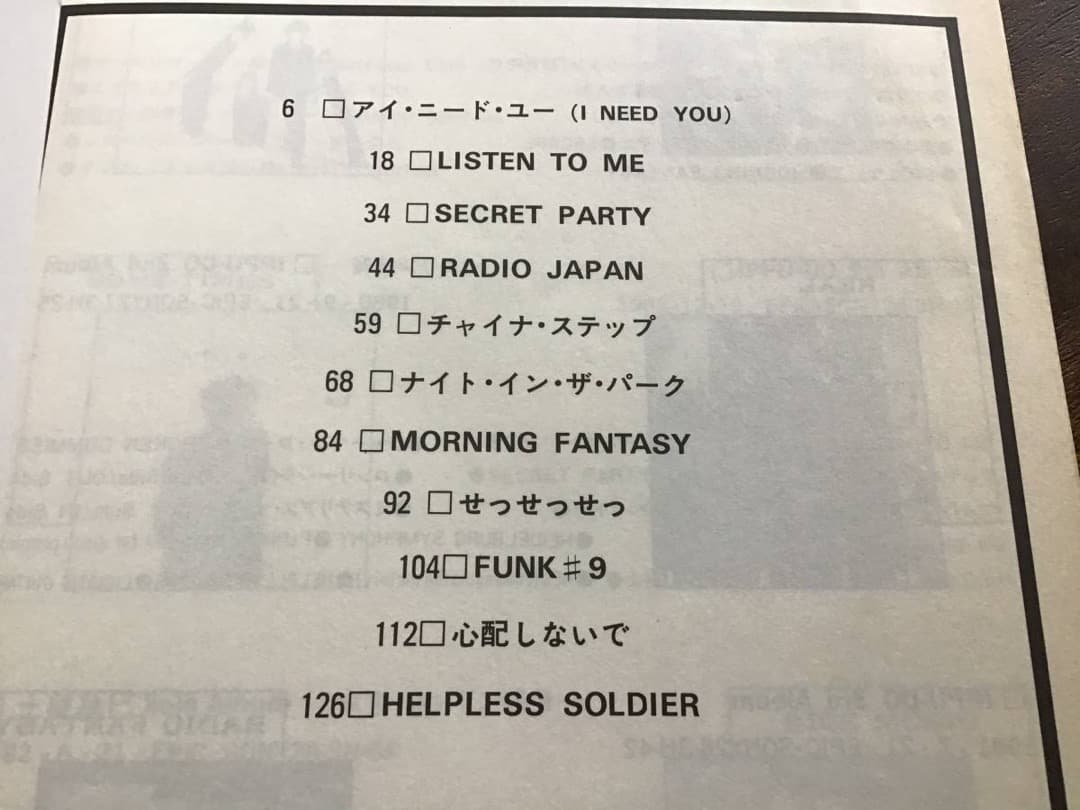 6 □アイ・ニード・ユー (I NEED YOU)
18 □LISTEN TO ME
34 □SECRET PARTY
44 □RADIO JAPAN
59 □チャイナ・ステップ
68 □ナイト・イン・ザ・パーク
84 □MORNING FANTASY
92 □せっせっせっ
104□FUNK♯9
112□心配しないで
126□HELPLESS SOLDIER